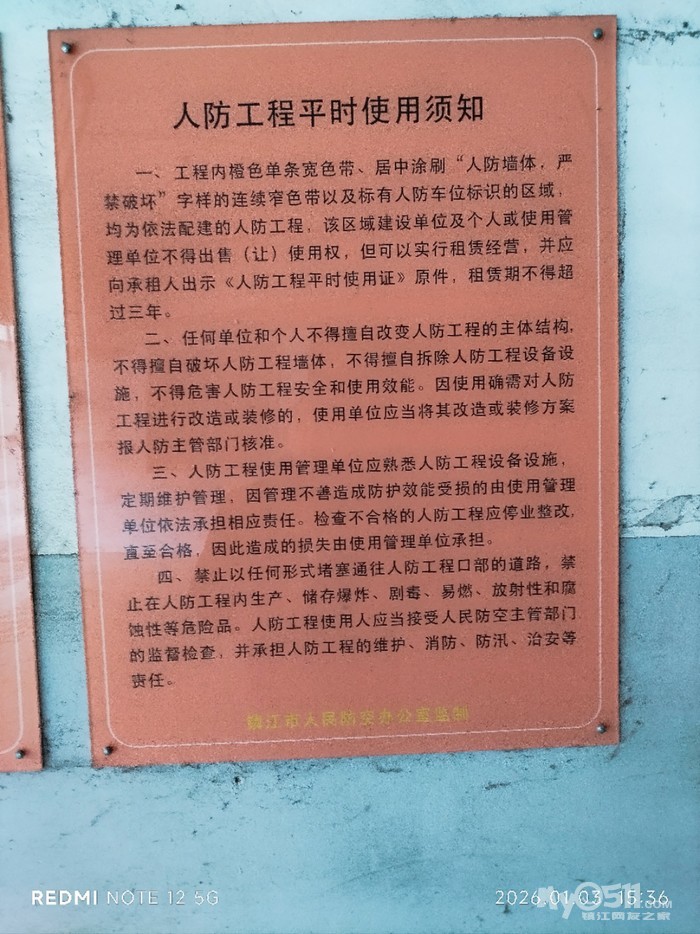 人防工程平时使用须知
一、工程内橙色单条宽色带、居中涂刷“人防墙体，严
禁破坏”字样的连续窄色带以及标有人防车位标识的区域，
均为依法配建的人防工程，该区域建设单位及个人或使用管
理单位不得出售（让）使用权，但可以实行租赁经营，并应
向承租人出示《人防工程平时使用证》原件，租赁期不得超
过三年。
二、任何单位和个人不得擅自改变人防工程的主体结构，
不得擅自破坏人防工程墙体，不得擅自拆除人防工程设备设
施，不得危害人防工程安全和使用效能。因使用确需对人防
工程进行改造或装修的，使用单位应当将其改造或装修方案
报人防主管部门核准。
三、人防工程使用管理单位应熟悉人防工程设备设施，
定期维护管理，因管理不善造成防护效能受损的由使用管理
单位依法承担相应责任。检查不合格的人防工程应停业整改，
直至合格，因此造成的损失由使用管理单位承担。
四、禁止以任何形式堵塞通往人防工程口部的道路，禁
止在人防工程内生产、储存爆炸、剧毒、易燃、放射性和腐
蚀性等危险品。人防工程使用人应当接受人民防空主管部门
的监督检查，并承担人防工程的维护、消防、防汛、治安等
责任。
镇江市人民防空办公室监制
REDMI NOTE 12 5G
2026.01.03 15:36
my0511.com
镇江网友之家